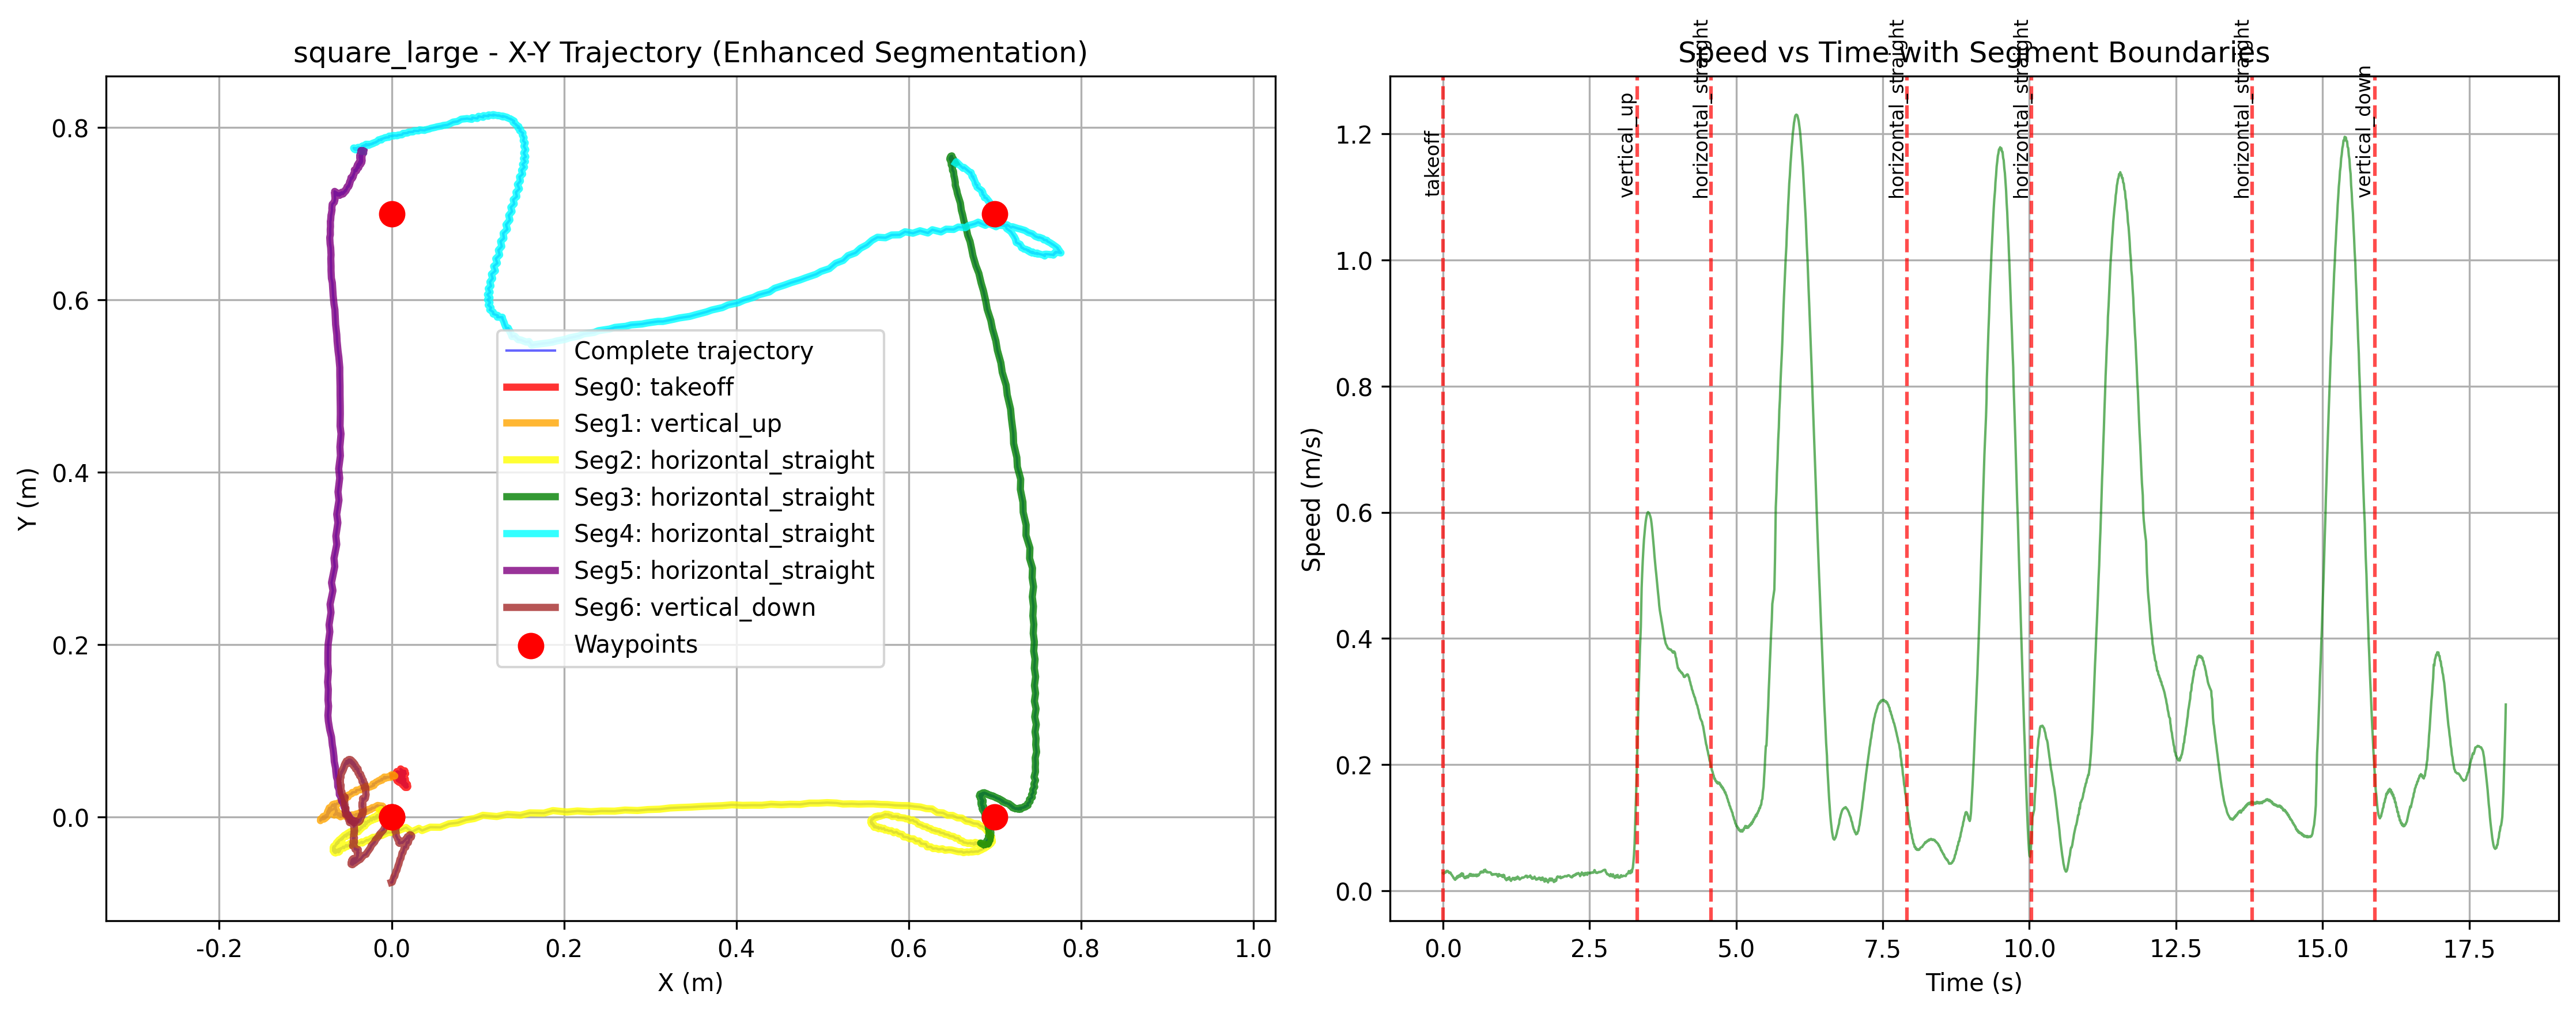 square_large - X-Y Trajectory (Enhanced Segmentation)
Y (m)
0.8
0.6
0.4
0.2
0.0
-0.2
0.0
0.2
0.4
0.6
0.8
1.0
X (m)
Complete trajectory
Seg0: takeoff
Seg1: vertical_up
Seg2: horizontal_straight
Seg3: horizontal_straight
Seg4: horizontal_straight
Seg5: horizontal_straight
Seg6: vertical_down
Waypoints
Speed vs Time with Segment Boundaries
Speed (m/s)
1.2
1.0
0.8
0.6
0.4
0.2
0.0
takeoff
vertical_up
horizontal_straight
horizontal_straight
horizontal_straight
horizontal_straight
vertical_down
0.0
2.5
5.0
7.5
10.0
12.5
15.0
17.5
Time (s)